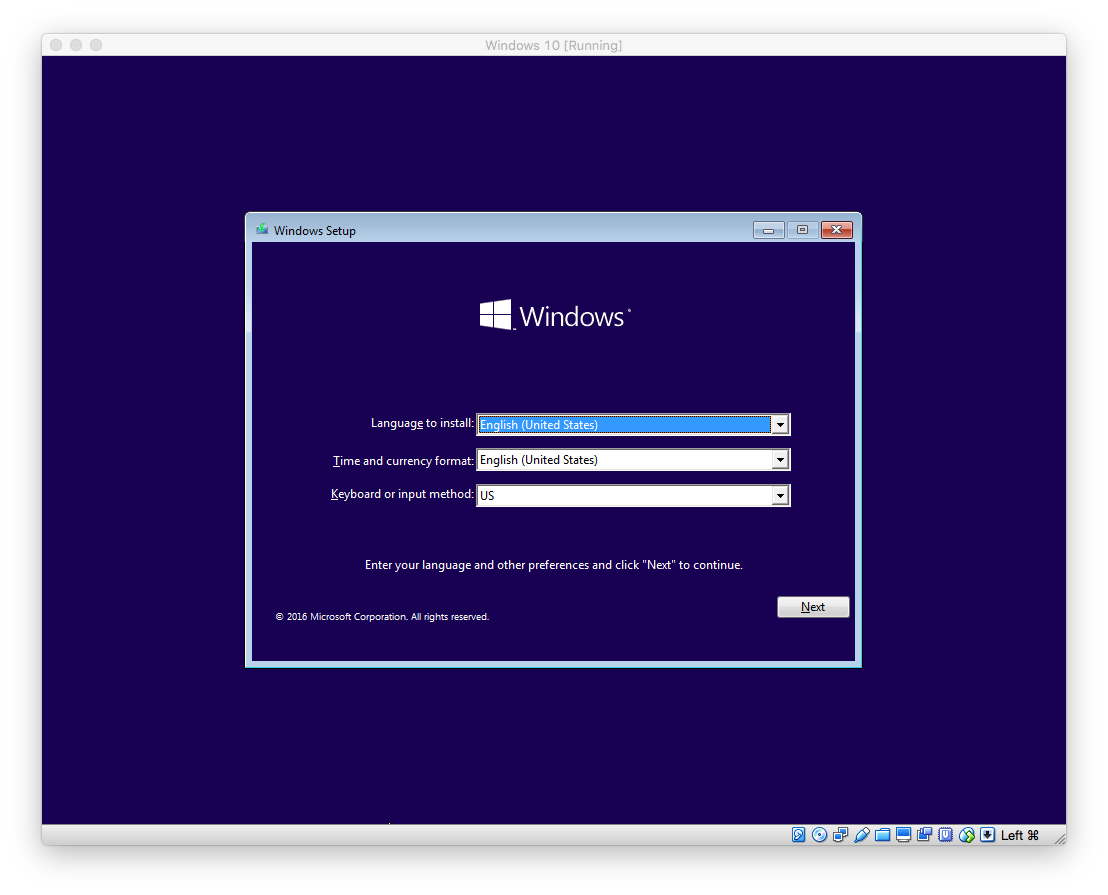 Windows 10 [Running]
Windows Setup
Windows
Language to install: English (United States)
Time and currency format: English (United States)
Keyboard or input method: US
Enter your language and other preferences and click "Next" to continue.
Next
© 2016 Microsoft Corporation. All rights reserved.
Left ⌘